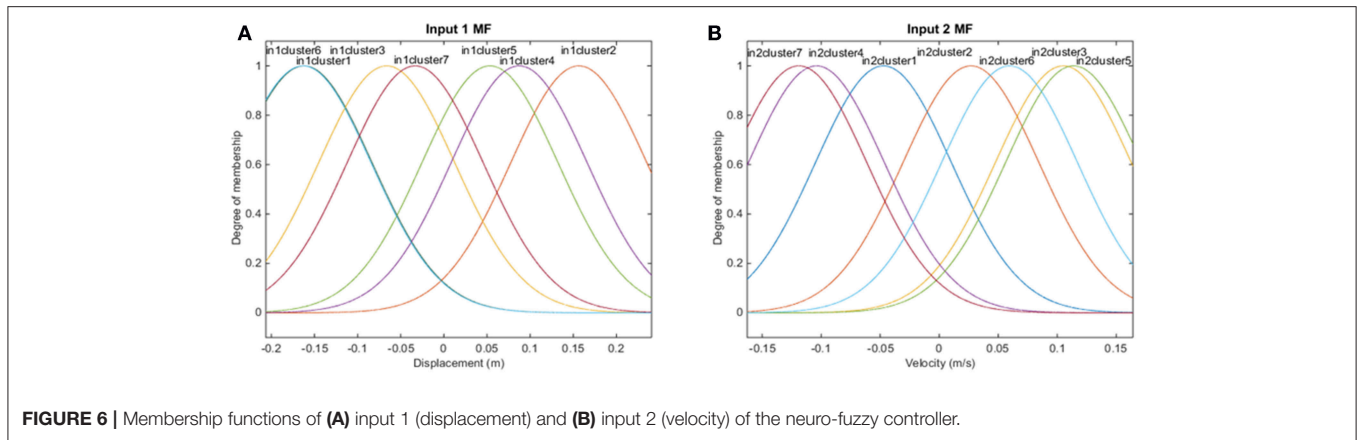 A
Input 1 MF
in1cluster6 in1cluster3 in1cluster5 in1cluster2
in1cluster1 in1cluster7 in1cluster4
1
0.8
0.6
0.4
0.2
0
Degree of membership
-0.2 -0.15 -0.1 -0.05 0 0.05 0.1 0.15 0.2
Displacement (m)
B
Input 2 MF
in2cluster7 in2cluster4 in2cluster2 in2cluster3
in2cluster1 in2cluster6 in2cluster5
1
0.8
0.6
0.4
0.2
0
Degree of membership
-0.15 -0.1 -0.05 0 0.05 0.1 0.15
Velocity (m/s)
FIGURE 6 | Membership functions of (A) input 1 (displacement) and (B) input 2 (velocity) of the neuro-fuzzy controller.